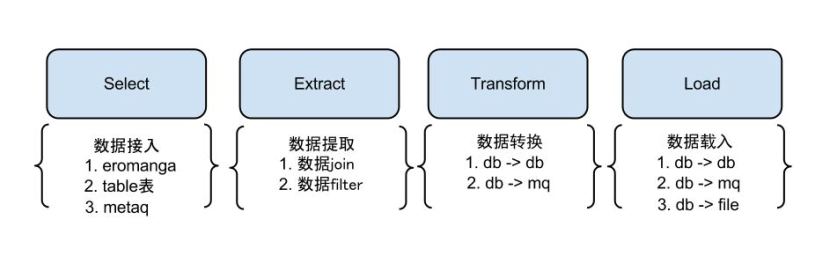 Select
数据接入
1. eromanga
2. table表
3. metaq
Extract
数据提取
1. 数据join
2. 数据filter
Transform
数据转换
1. db -> db
2. db -> mq
Load
数据载入
1. db -> db
2. db -> mq
3. db -> file